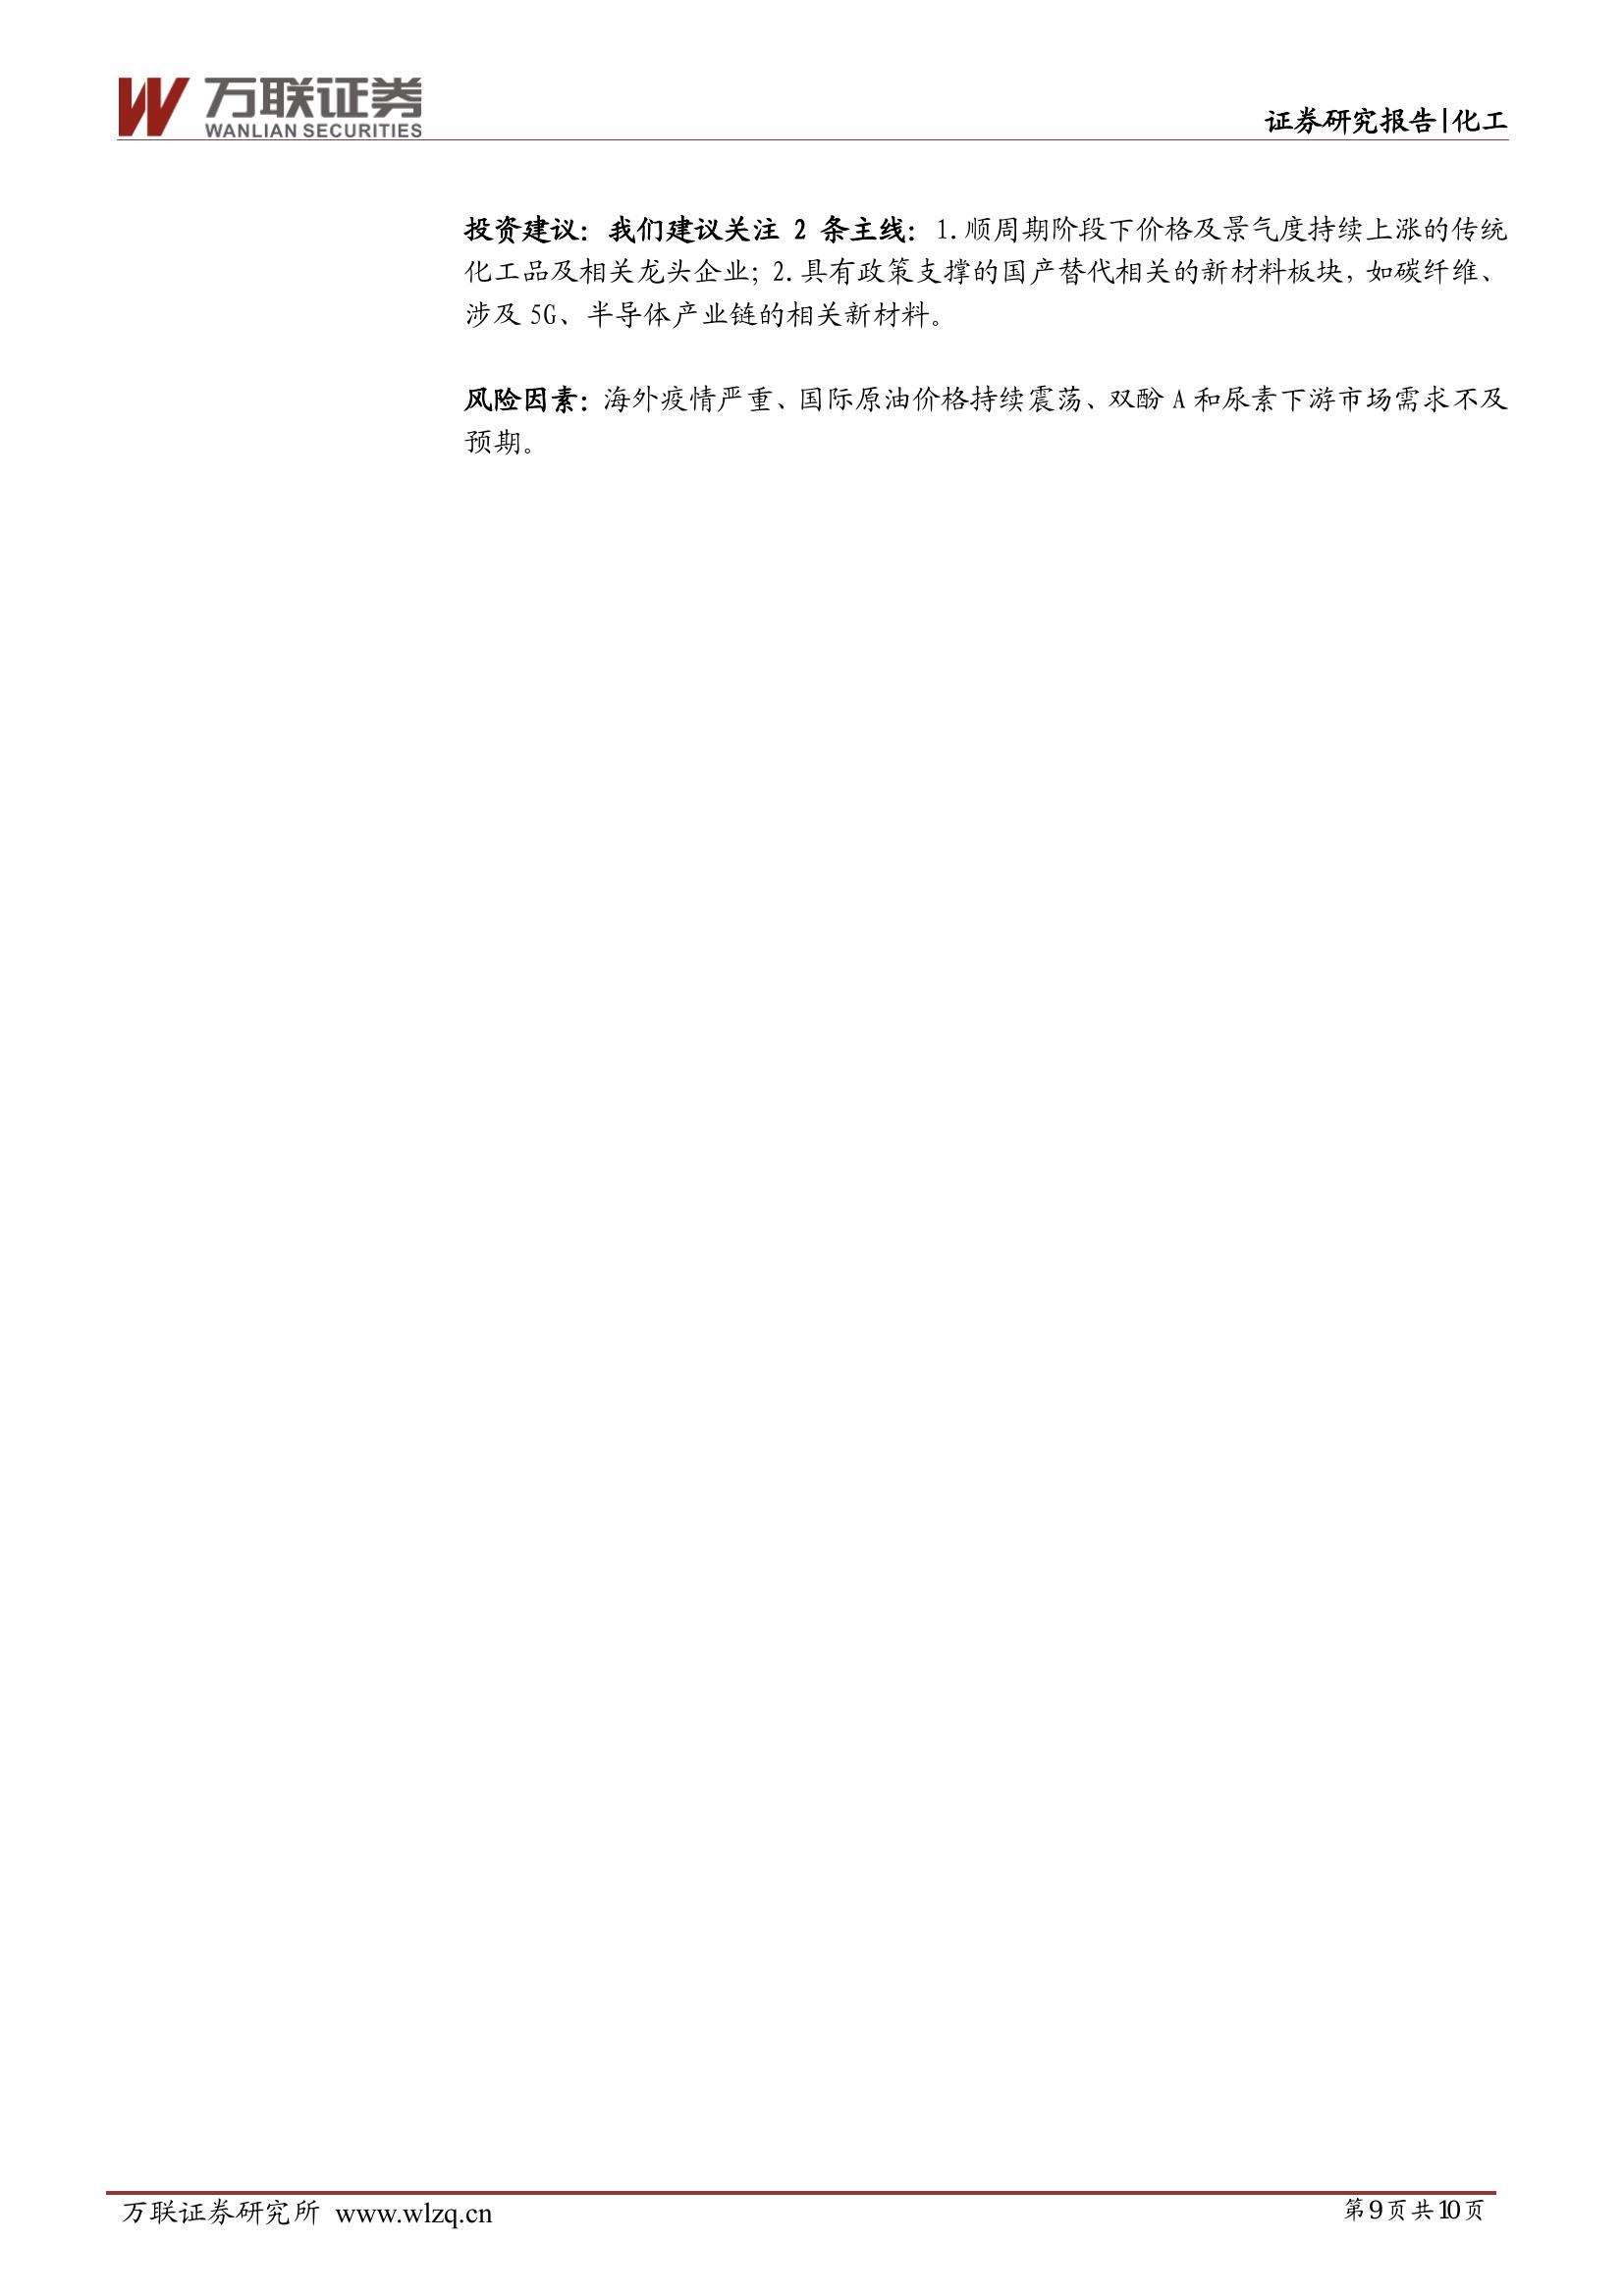 万联证券
WANLIAN SECURITIES
证券研究报告|化工
投资建议：我们建议关注 2 条主线：1.顺周期阶段下价格及景气度持续上涨的传统
化工品及相关龙头企业；2.具有政策支撑的国产替代相关的新材料板块，如碳纤维、
涉及 5G、半导体产业链的相关新材料。
风险因素：海外疫情严重、国际原油价格持续震荡、双酚 A 和尿素下游市场需求不及
预期。
万联证券研究所 www.wlzq.cn
第9页共10页